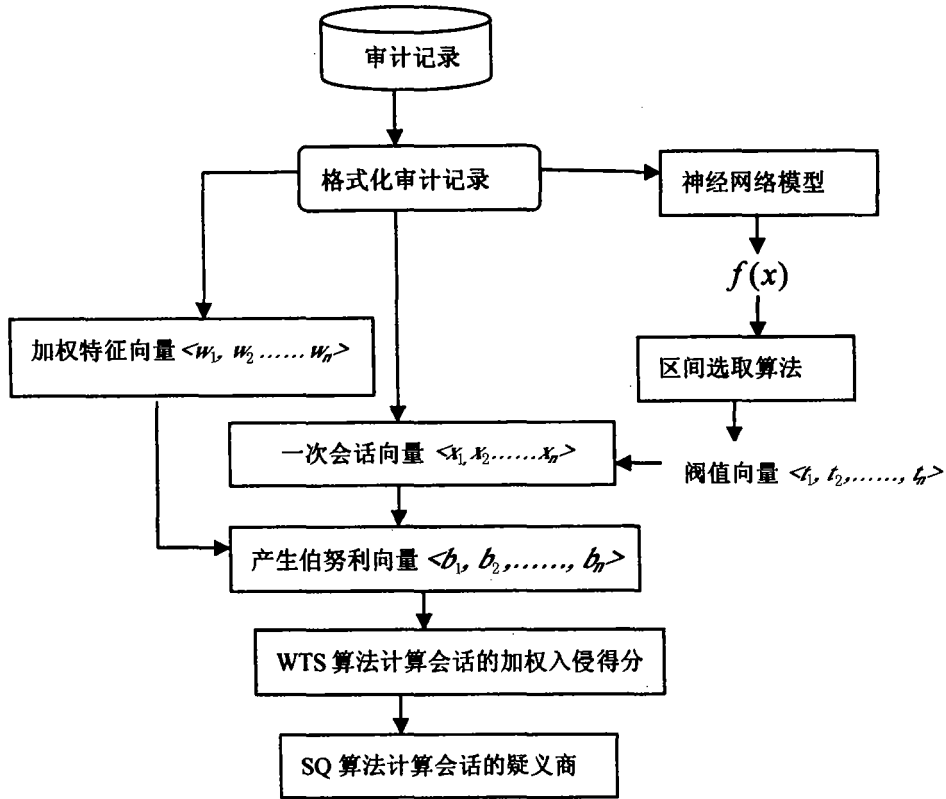 审计记录
格式化审计记录
神经网络模型
f(x)
加权特征向量 <w₁, w₂……wₙ>
区间选取算法
一次会话向量 <x₁, x₂……xₙ>
阀值向量 <t₁, t₂,……, tₙ>
产生伯努利向量 <b₁, b₂,……, bₙ>
WTS 算法计算会话的加权入侵得分
SQ 算法计算会话的疑义商